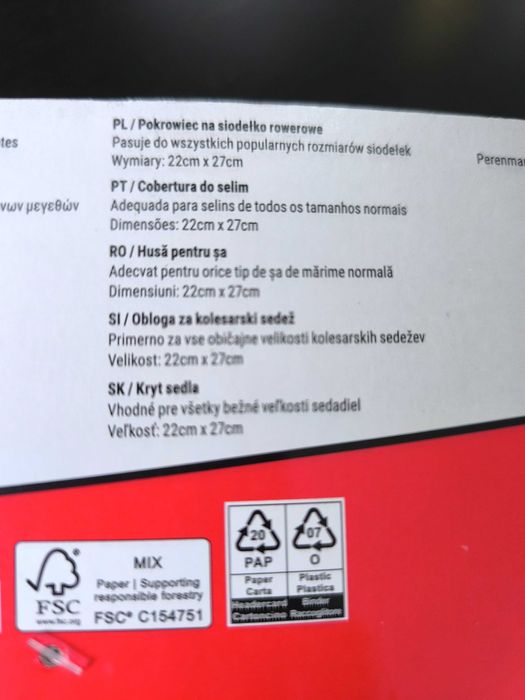 tes
νων μεγεθών
PL / Pokrowiec na siodełko rowerowe
Pasuje do wszystkich popularnych rozmiarów siodełek
Wymiary: 22cm x 27cm
PT / Cobertura do selim
Adequada para selins de todos os tamanhos normais
Dimensões: 22cm x 27cm
RO / Husă pentru șa
Adecvat pentru orice tip de șa de mărime normală
Dimensiuni: 22cm x 27cm
SI / Obloga za kolesarski sedež
Primerno za vse običajne velikosti kolesarskih sedežev
Velikost: 22cm x 27cm
SK / Kryt sedla
Vhodné pre všetky bežné veľkosti sedadiel
Veľkosť: 22cm x 27cm
Perenma
FSC
www.fsc.org
MIX
Paper | Supporting
responsible forestry
FSC® C154751
20
PAP
Paper
Carta
Headercard
Cartoncino
07
O
Plastic
Plastica
Binder
Raccoglitore